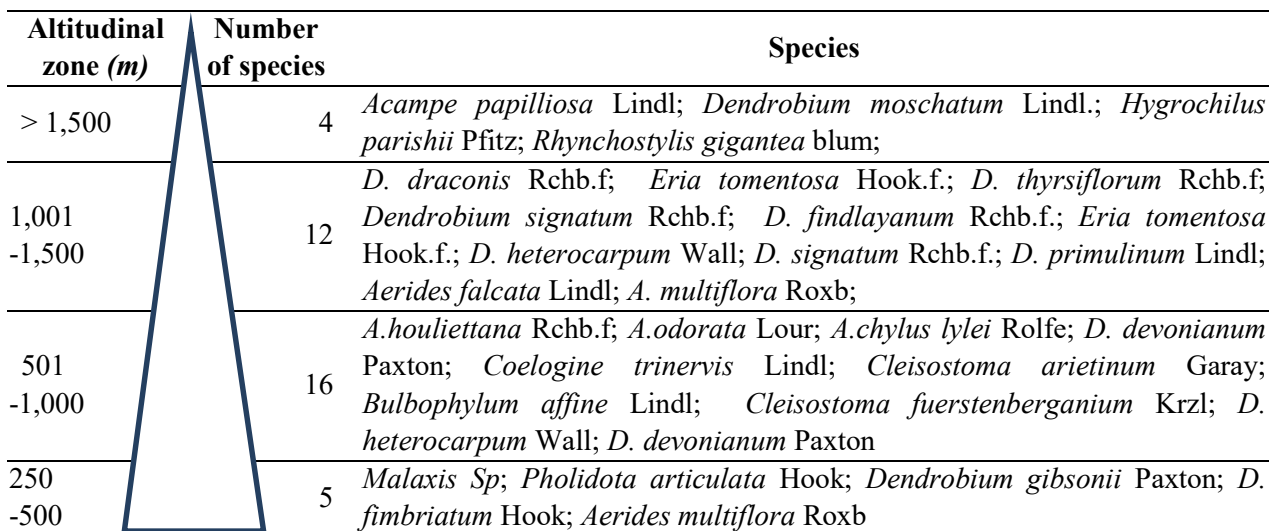 Altitudinal zone (m) Number of species Species
> 1,500 4 Acampe papilliosa Lindl; Dendrobium moschatum Lindl.; Hygrochilus
parishii Pfitz; Rhynchostylis gigantea blum;
1,001 -1,500 12 D. draconis Rchb.f; Eria tomentosa Hook.f.; D. thyrsiflorum Rchb.f;
Dendrobium signatum Rchb.f; D. findlayanum Rchb.f.; Eria tomentosa
Hook.f.; D. heterocarpum Wall; D. signatum Rchb.f.; D. primulinum Lindl;
Aerides falcata Lindl; A. multiflora Roxb;
501 -1,000 16 A.houliettana Rchb.f; A.odorata Lour; A.chylus lylei Rolfe; D. devonianum
Paxton; Coelogine trinervis Lindl; Cleisostoma arietinum Garay;
Bulbophylum affine Lindl; Cleisostoma fuerstenberganium Krzl; D.
heterocarpum Wall; D. devonianum Paxton
250 -500 5 Malaxis Sp; Pholidota articulata Hook; Dendrobium gibsonii Paxton; D.
fimbriatum Hook; Aerides multiflora Roxb